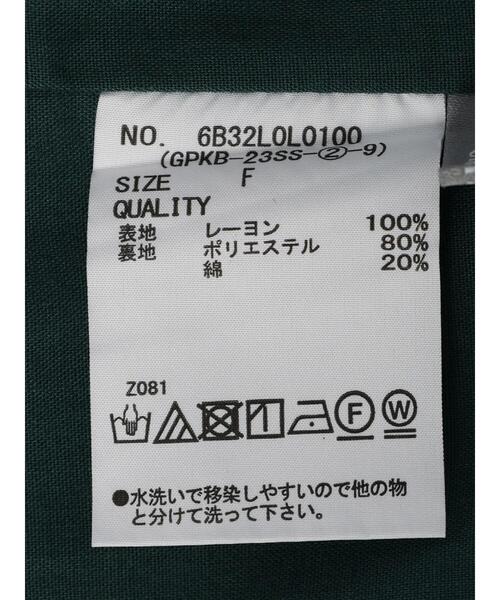 NO. 6B32L0L0100
(GPKB-23SS-②-9)
SIZE F
QUALITY
表地 レーヨン 100%
裏地 ポリエステル 80%
綿 20%
Z081
F W
●水洗いで移染しやすいので他の物
と分けて洗って下さい。